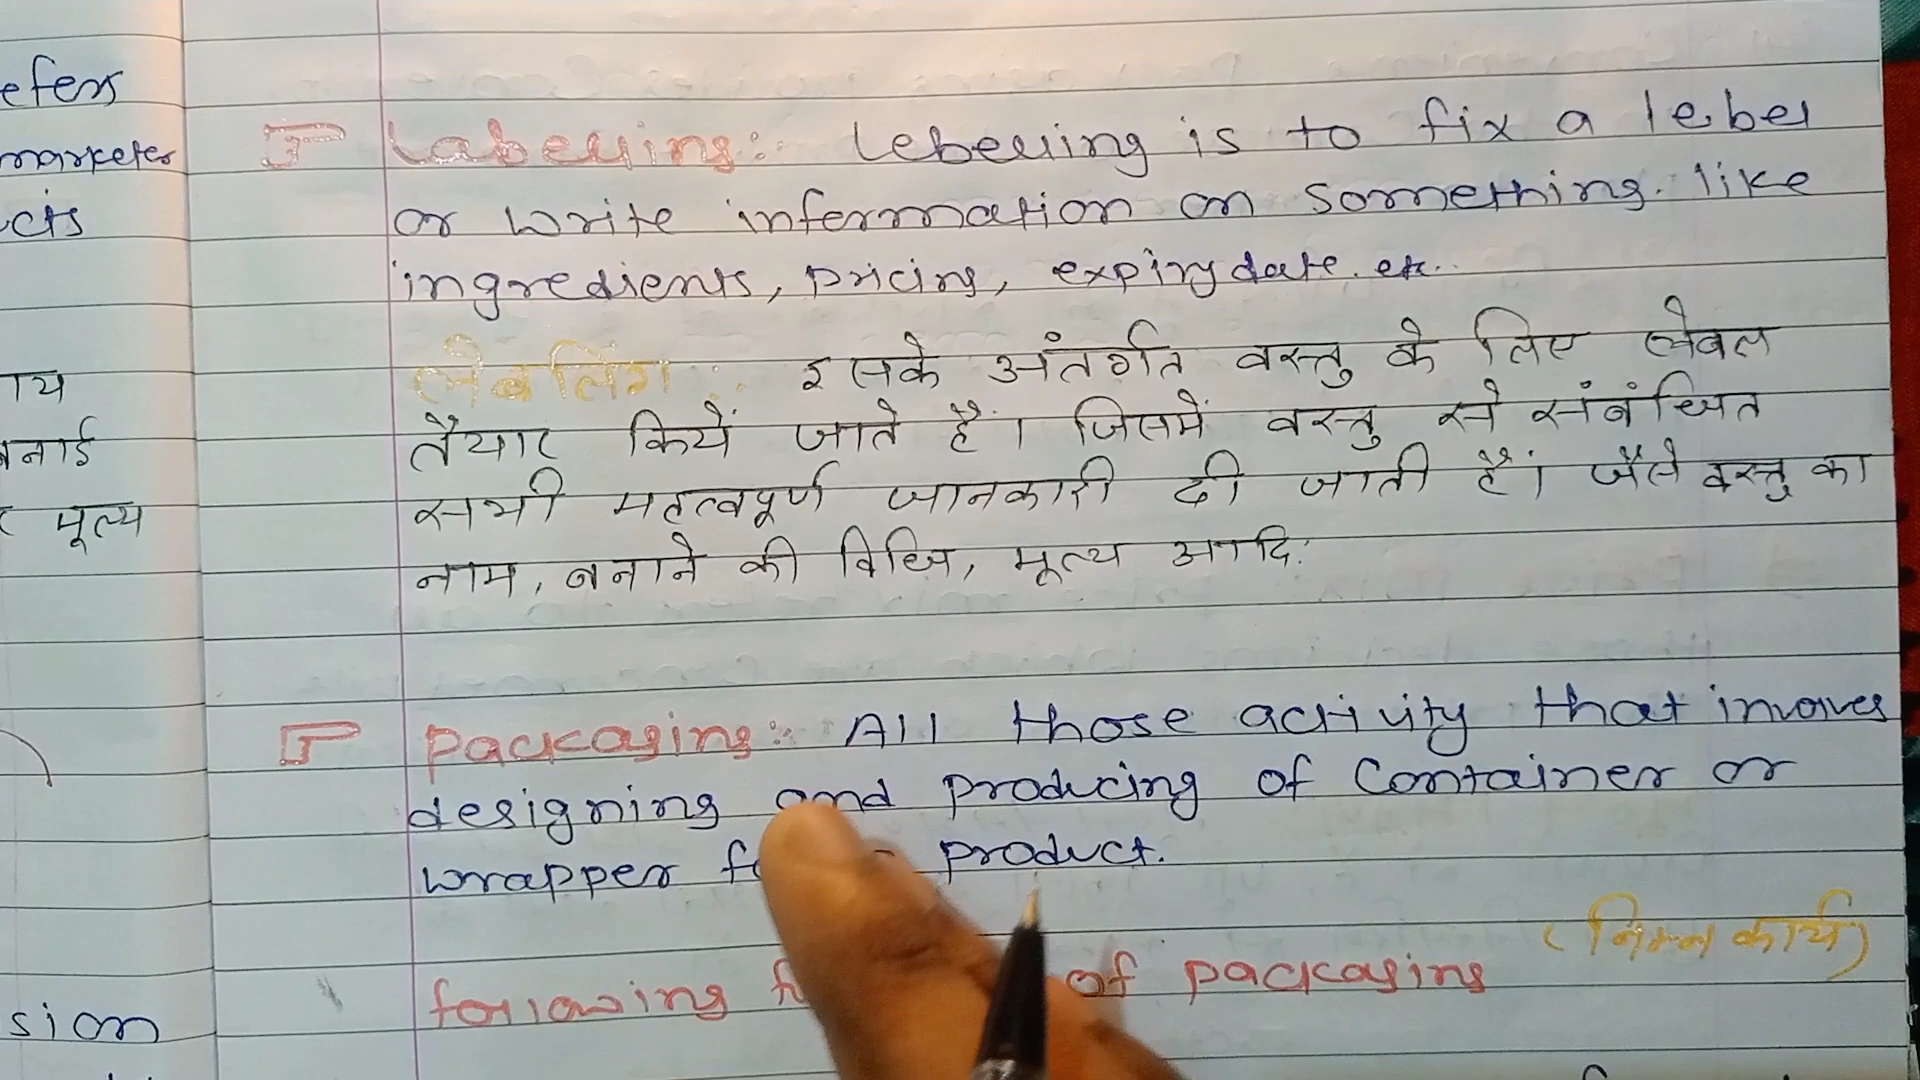 efers
marketer
cts
ाय
बनाई
मूल्य
sion
Labelling:- lebelling is to fix a lebel
or write information on something. like
ingredients, pricing, expiry date. etc..
लेबलिंग :- इसके अंतर्गत वस्तु के लिए लेबल
तैयार कियें जाते हैं। जिसमें वस्तु से संबंधित
सभी महत्वपूर्ण जानकारी दी जाती हैं। जैसे वस्तु का
नाम, बनाने की विधि, मूल्य आदि.
packaging:- All those activity that invoves
designing and producing of container or
wrapper product.
(निम्न कार्य)
following of packaging